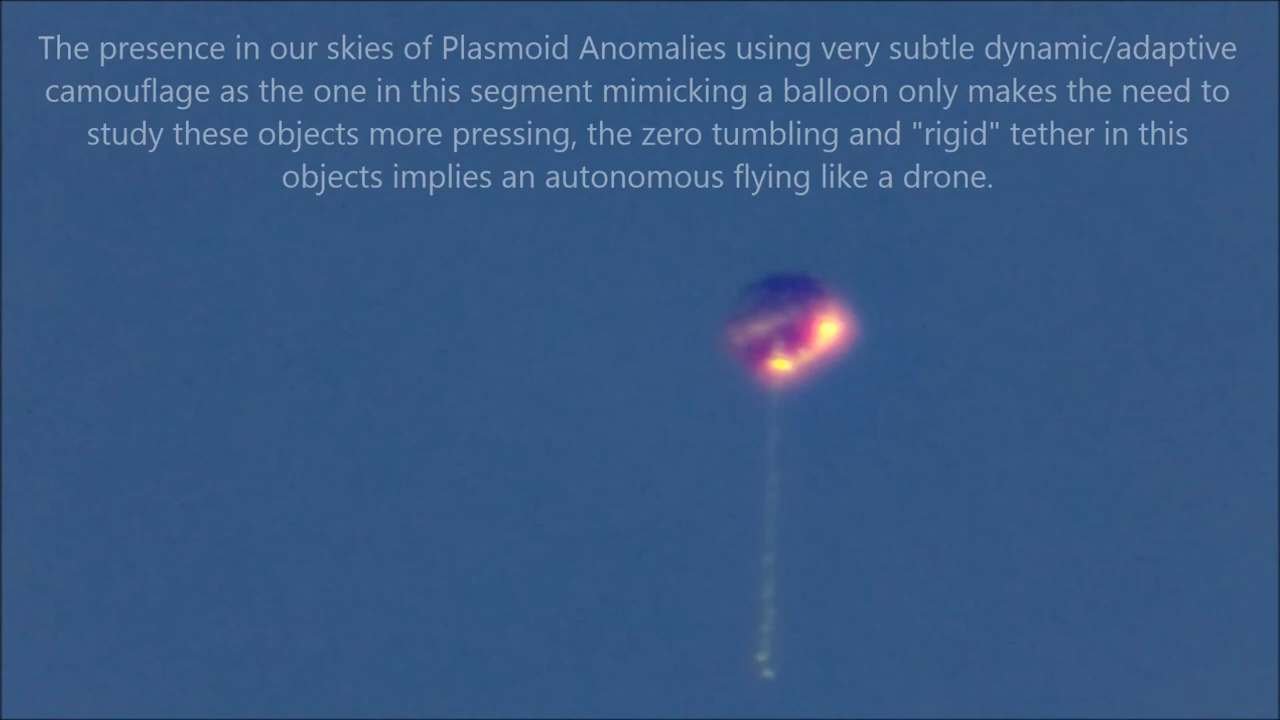 The presence in our skies of Plasmoid Anomalies using very subtle dynamic/adaptive
camouflage as the one in this segment mimicking a balloon only makes the need to
study these objects more pressing, the zero tumbling and "rigid" tether in this
objects implies an autonomous flying like a drone.